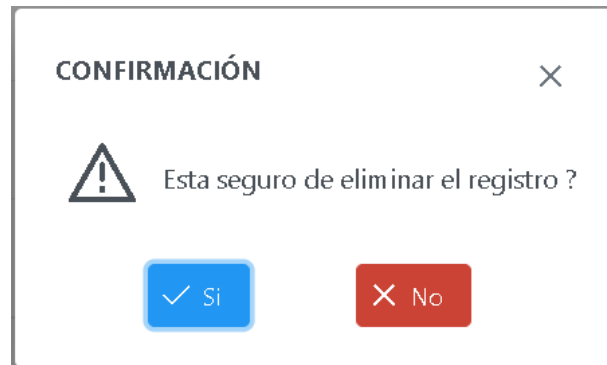 CONFIRMACIÓN
Esta seguro de eliminar el registro ?
Si
No